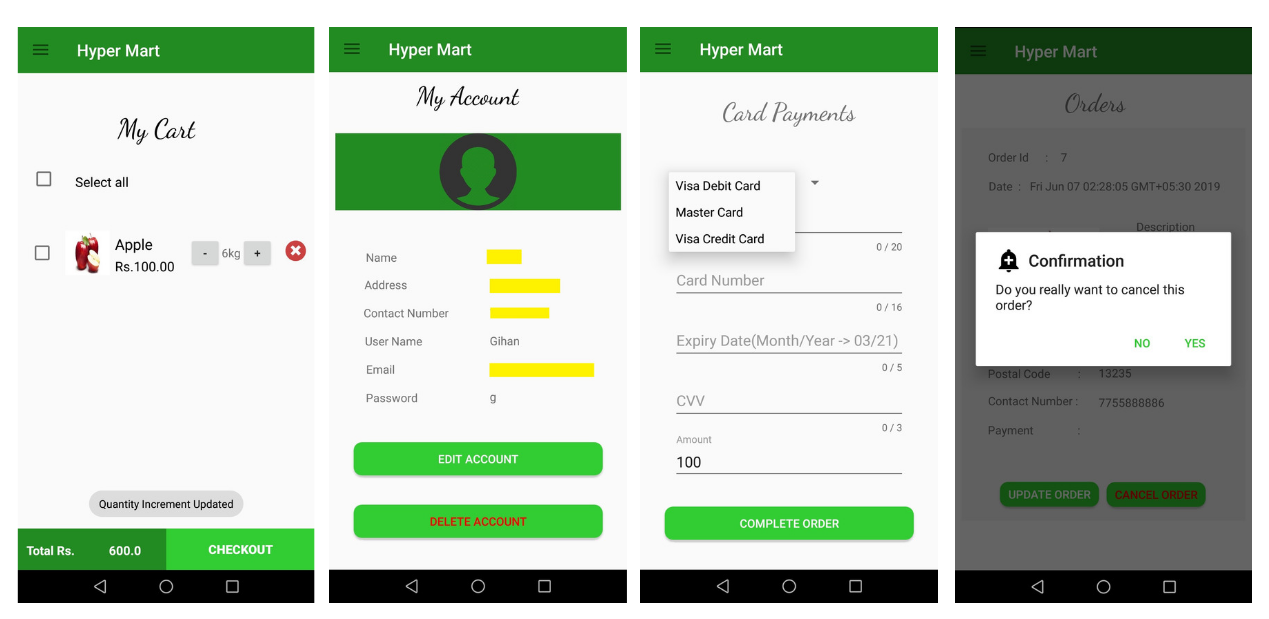 Hyper Mart
My Cart
Select all
Apple
Rs.100.00
- 6kg +
Quantity Increment Updated
Total Rs. 600.0 CHECKOUT
Hyper Mart
My Account
Name
Address
Contact Number
User Name Gihan
Email
Password g
EDIT ACCOUNT
DELETE ACCOUNT
Hyper Mart
Card Payments
Visa Debit Card
Master Card
Visa Credit Card
0 / 20
Card Number
0 / 16
Expiry Date(Month/Year -> 03/21)
0 / 5
CVV
0 / 3
Amount
100
COMPLETE ORDER
Hyper Mart
Orders
Order Id : 7
Date : Fri Jun 07 02:28:05 GMT+05:30 2019
Description
Confirmation
Do you really want to cancel this
order?
NO YES
Postal Code : 13235
Contact Number : 7755888886
Payment :
UPDATE ORDER CANCEL ORDER